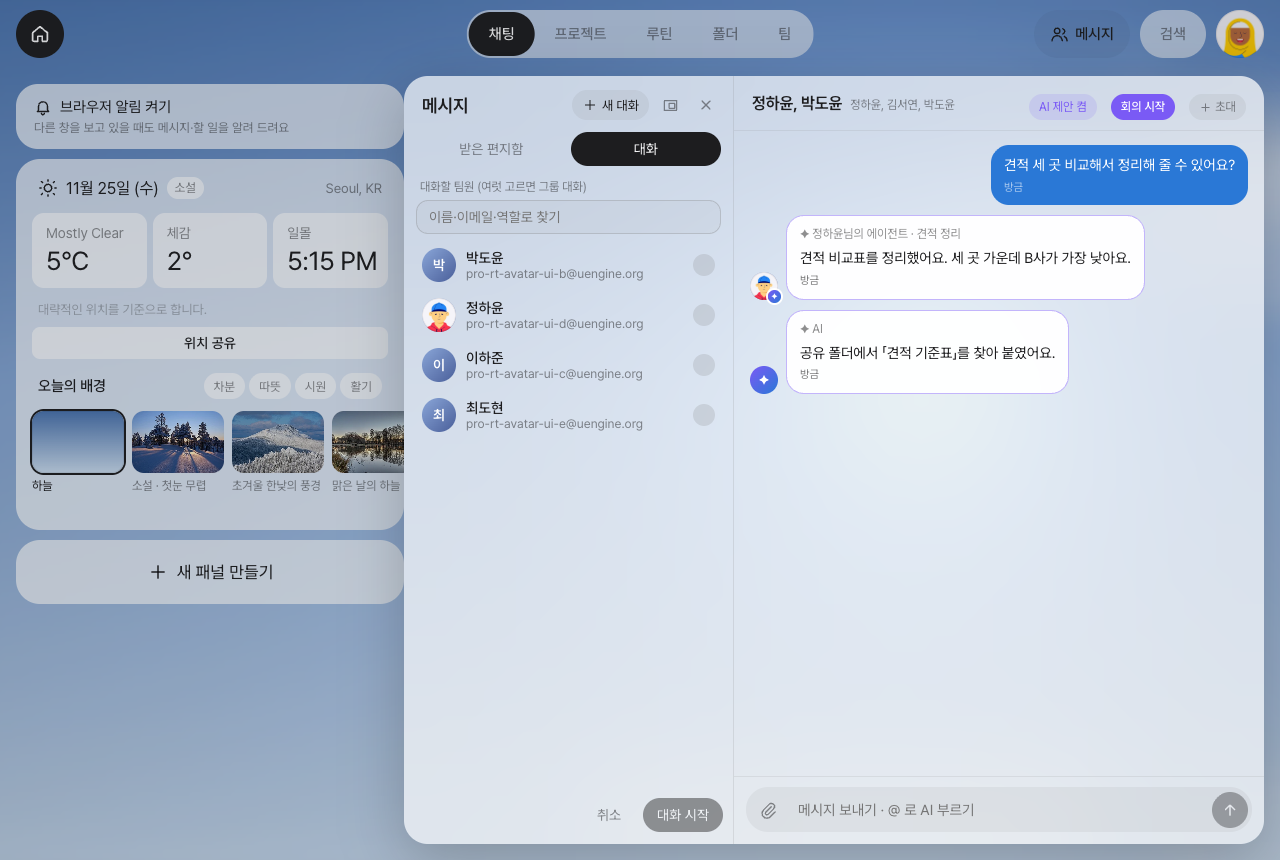 채팅
프로젝트
루틴
폴더
팀
메시지
검색
브라우저 알림 켜기
다른 창을 보고 있을 때도 메시지·할 일을 알려 드려요
11월 25일 (수)
소설
Seoul, KR
Mostly Clear
5°C
체감
2°
일몰
5:15 PM
대략적인 위치를 기준으로 합니다.
위치 공유
오늘의 배경
차분
따뜻
시원
활기
하늘
소설 · 첫눈 무렵
초겨울 한낮의 풍경
맑은 날의 하늘
새 패널 만들기
메시지
새 대화
받은 편지함
대화
대화할 팀원 (여럿 고르면 그룹 대화)
이름·이메일·역할로 찾기
박
박도윤
pro-rt-avatar-ui-b@uengine.org
정하윤
pro-rt-avatar-ui-d@uengine.org
이
이하준
pro-rt-avatar-ui-c@uengine.org
최
최도현
pro-rt-avatar-ui-e@uengine.org
취소
대화 시작
정하윤, 박도윤
정하윤, 김서연, 박도윤
AI 제안 켬
회의 시작
초대
견적 세 곳 비교해서 정리해 줄 수 있어요?
방금
정하윤님의 에이전트 · 견적 정리
견적 비교표를 정리했어요. 세 곳 가운데 B사가 가장 낮아요.
방금
AI
공유 폴더에서 「견적 기준표」를 찾아 붙였어요.
방금
메시지 보내기 · @ 로 AI 부르기